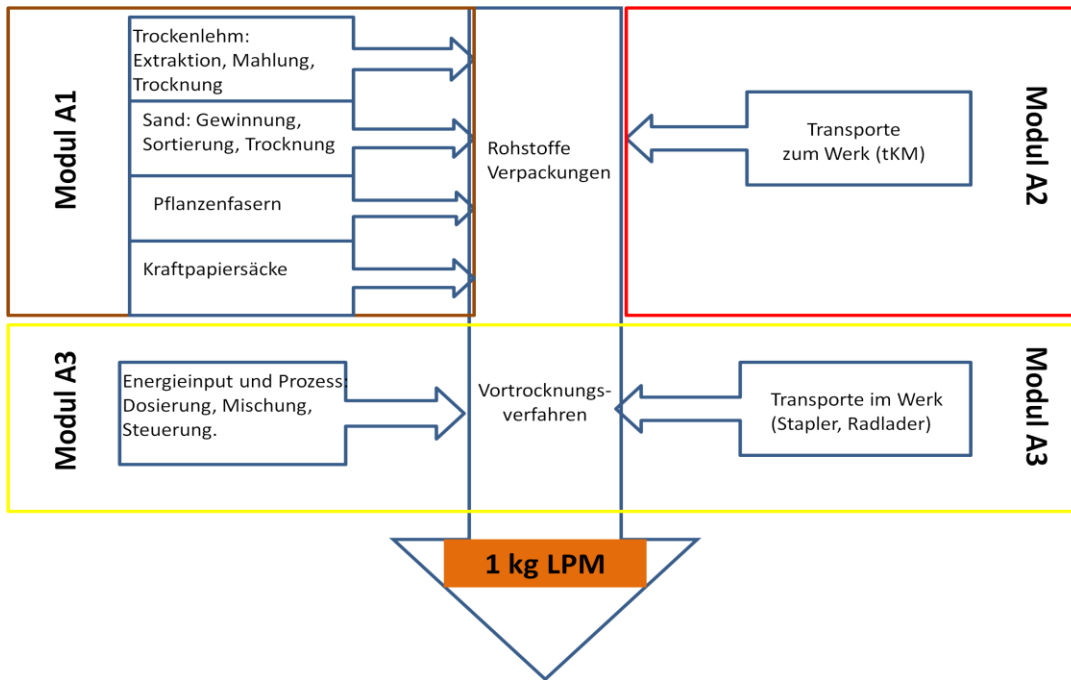 Modul A1
Trockenlehm:
Extraktion, Mahlung,
Trocknung
Sand: Gewinnung,
Sortierung, Trocknung
Pflanzenfasern
Kraftpapiersäcke
Rohstoffe
Verpackungen
Transporte
zum Werk (tKM)
Modul A2
Modul A3
Energieinput und Prozess:
Dosierung, Mischung,
Steuerung.
Vortrocknungs-
verfahren
Transporte im Werk
(Stapler, Radlader)
Modul A3
1 kg LPM